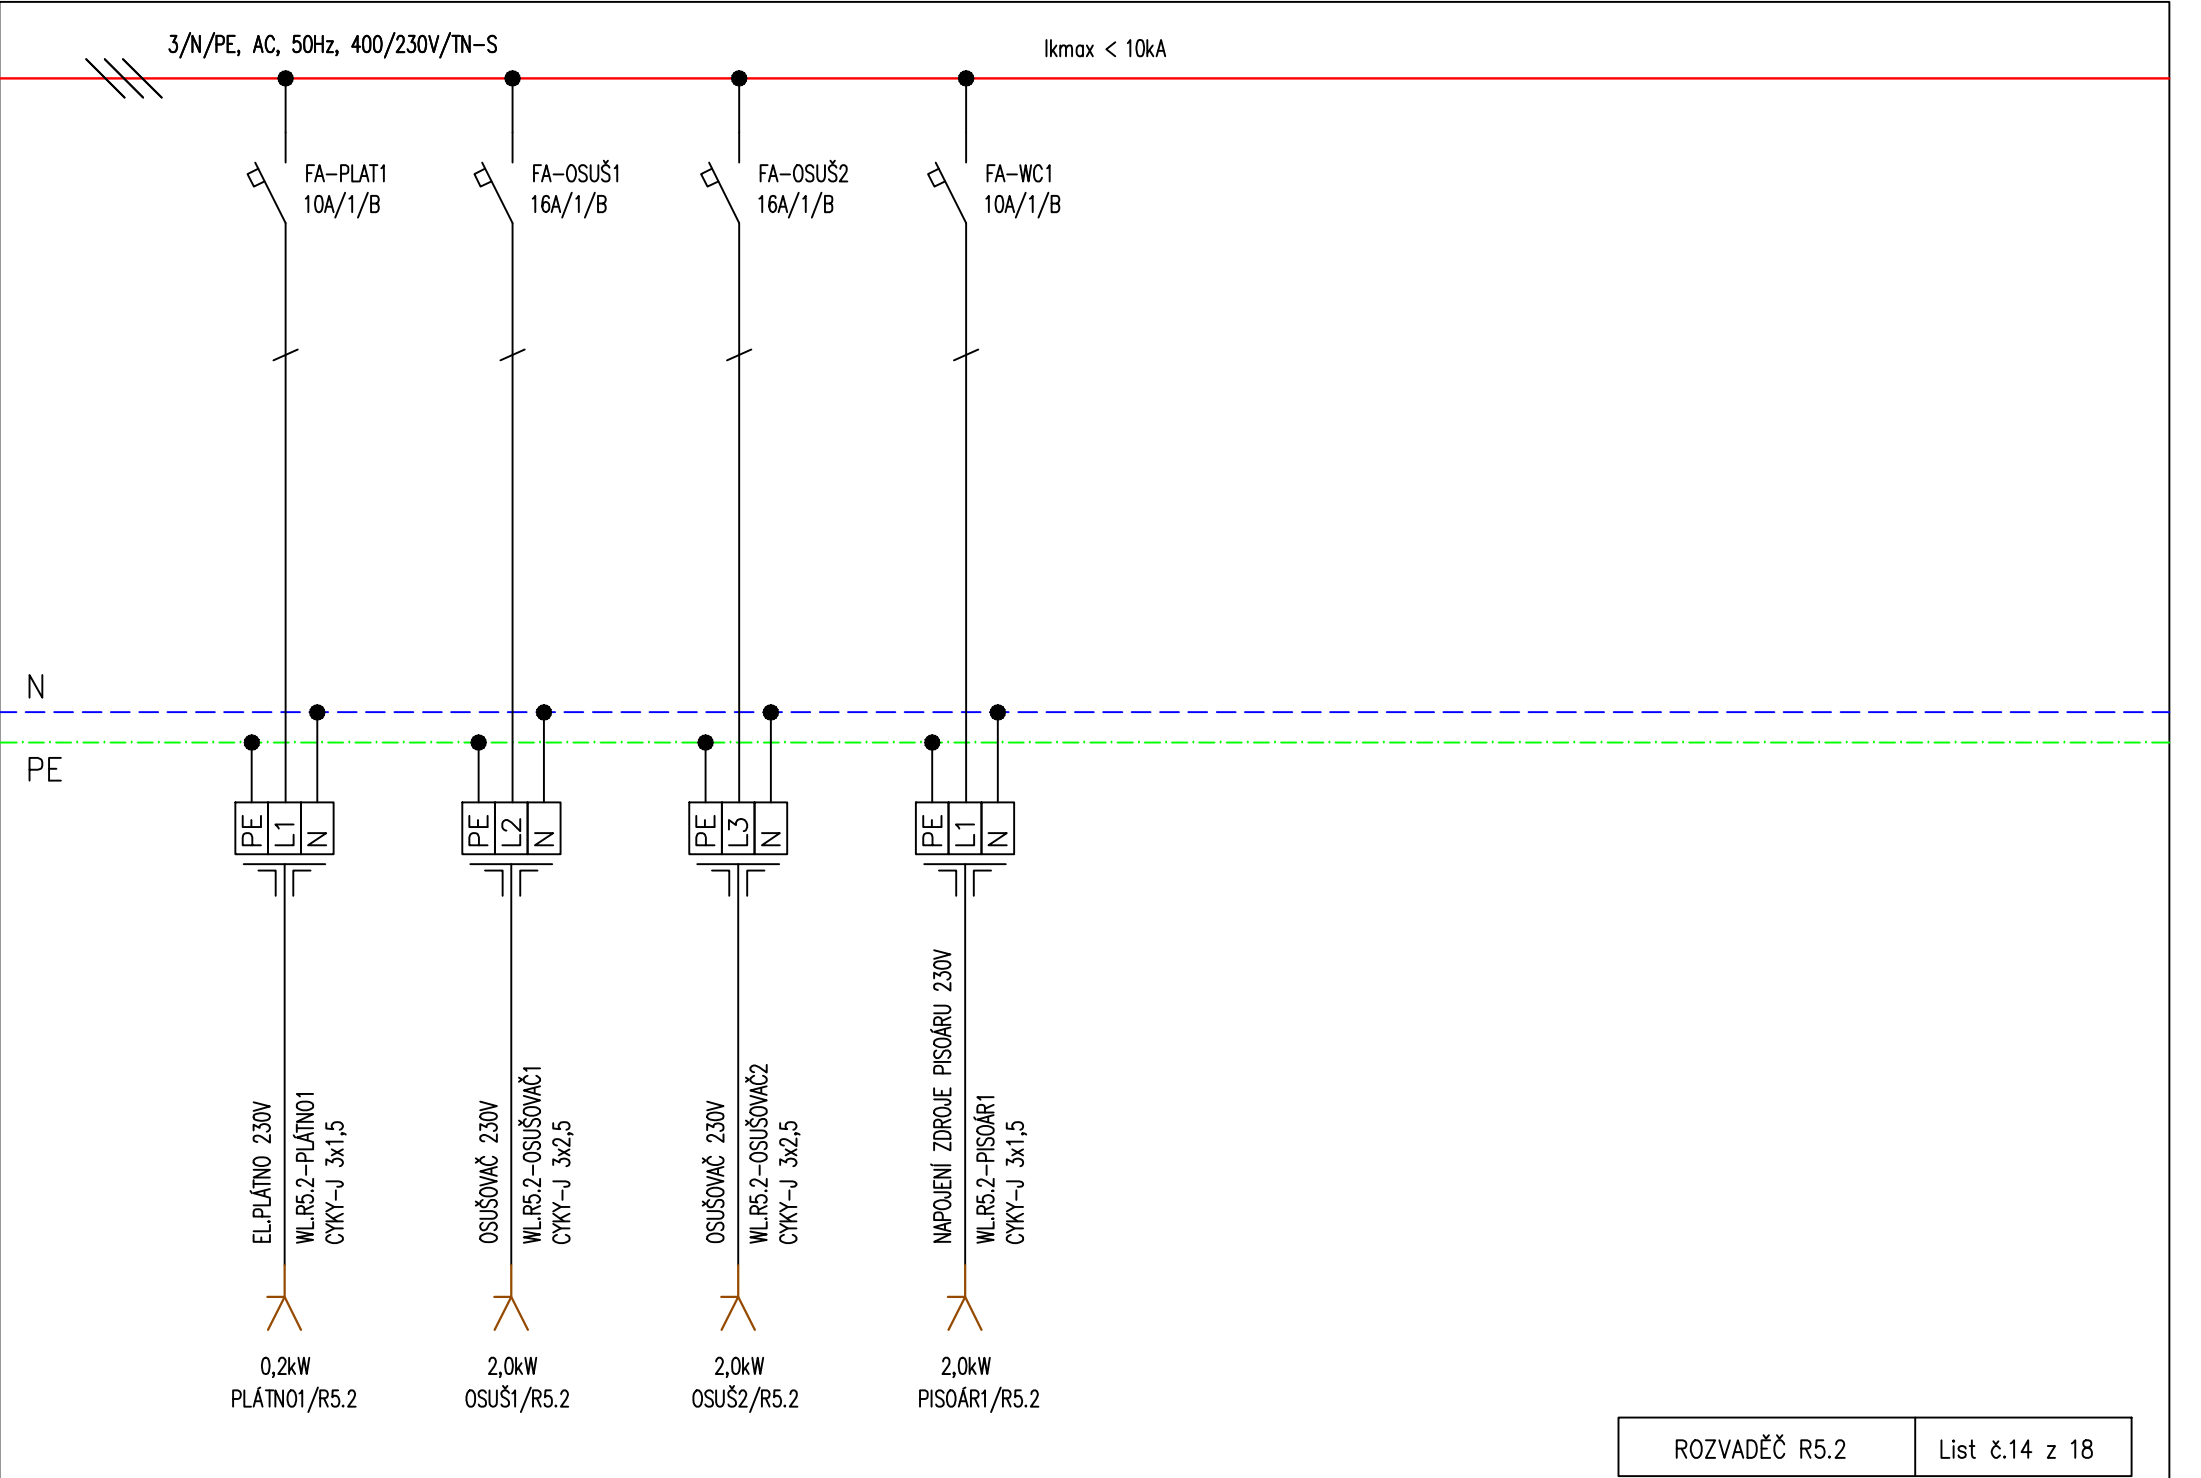 3/N/PE, AC, 50Hz, 400/230V/TN-S
Ikmax < 10kA
FA-PLAT1
10A/1/B
FA-OSUŠ1
16A/1/B
FA-OSUŠ2
16A/1/B
FA-WC1
10A/1/B
N
PE
PE L1 N
PE L2 N
PE L3 N
PE L1 N
EL.PLÁTNO 230V
WL.R5.2-PLÁTNO1
CYKY-J 3x1,5
OSUŠOVAČ 230V
WL.R5.2-OSUŠOVAČ1
CYKY-J 3x2,5
OSUŠOVAČ 230V
WL.R5.2-OSUŠOVAČ2
CYKY-J 3x2,5
NAPOJENÍ ZDROJE PISOÁRU 230V
WL.R5.2-PISOÁR1
CYKY-J 3x1,5
0,2kW
PLÁTNO1/R5.2
2,0kW
OSUŠ1/R5.2
2,0kW
OSUŠ2/R5.2
2,0kW
PISOÁR1/R5.2
ROZVADĚČ R5.2
List č.14 z 18